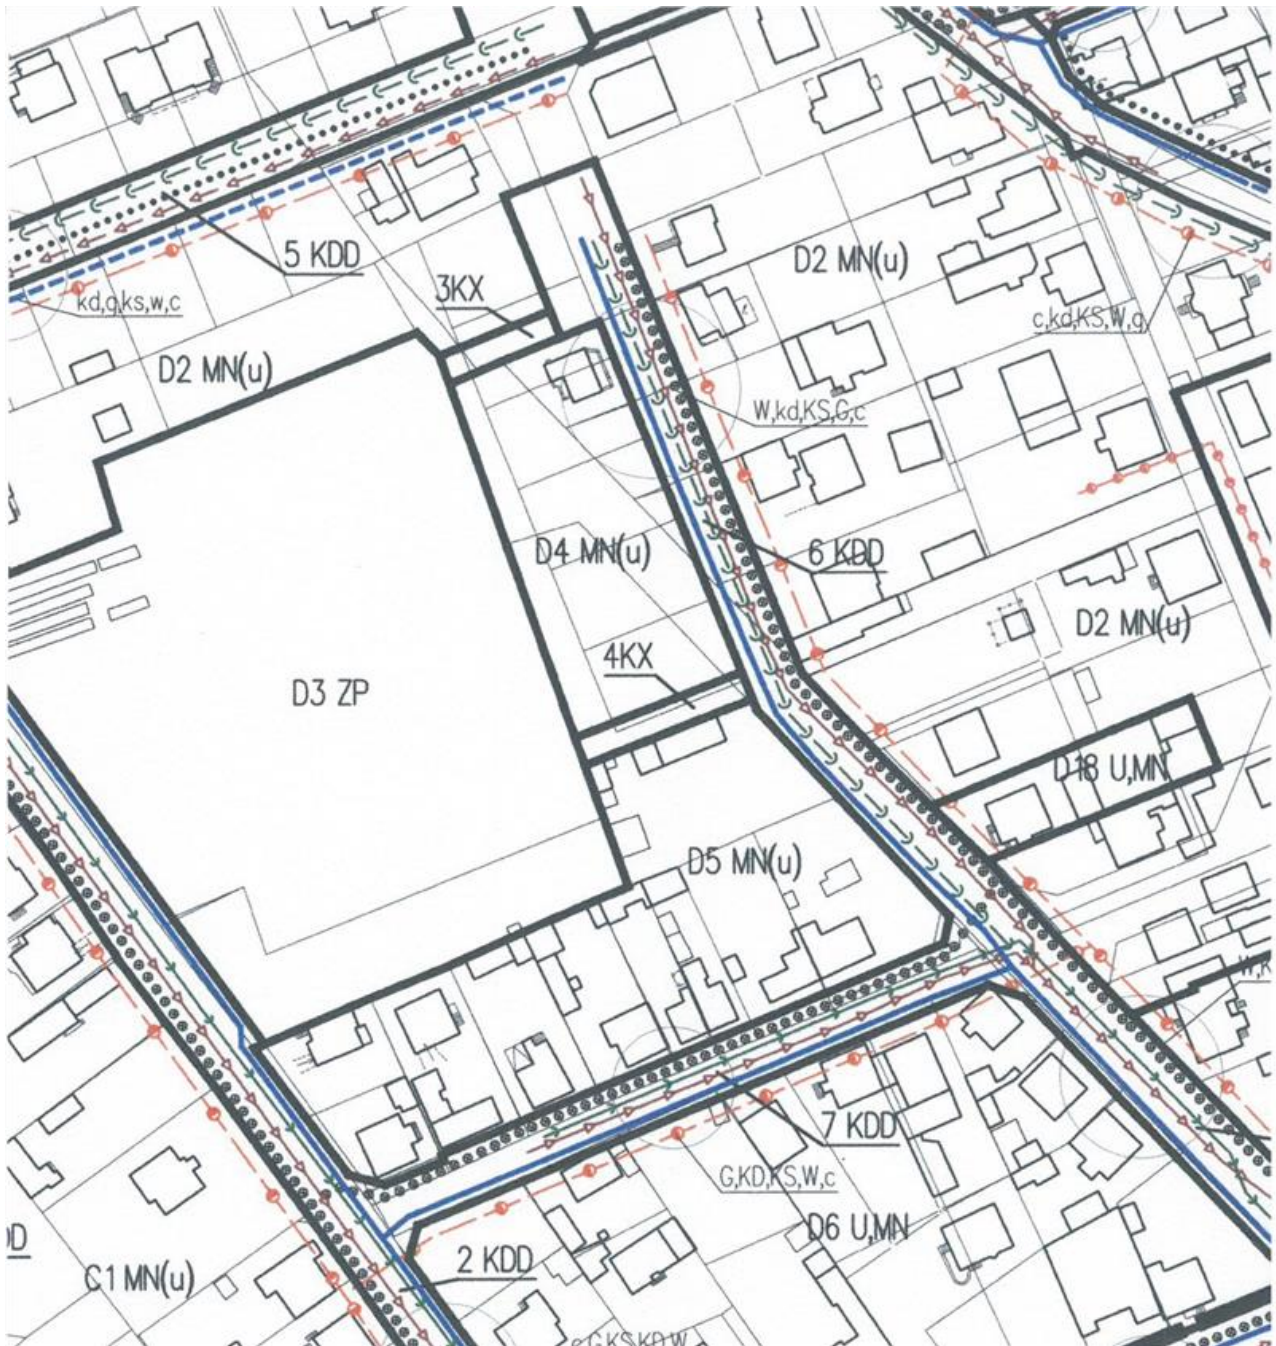 5 KDD
D2 MN(u)
3KX
kd,g,ks,w,c
c,kd,KS,W,g
D2 MN(u)
W,kd,KS,G,c
D4 MN(u)
6 KDD
D2 MN(u)
4KX
D3 ZP
D18 U,MN
D5 MN(u)
W,K
7 KDD
G,KD,KS,W,c
D6 U,MN
2 KDD
C1 MN(u)